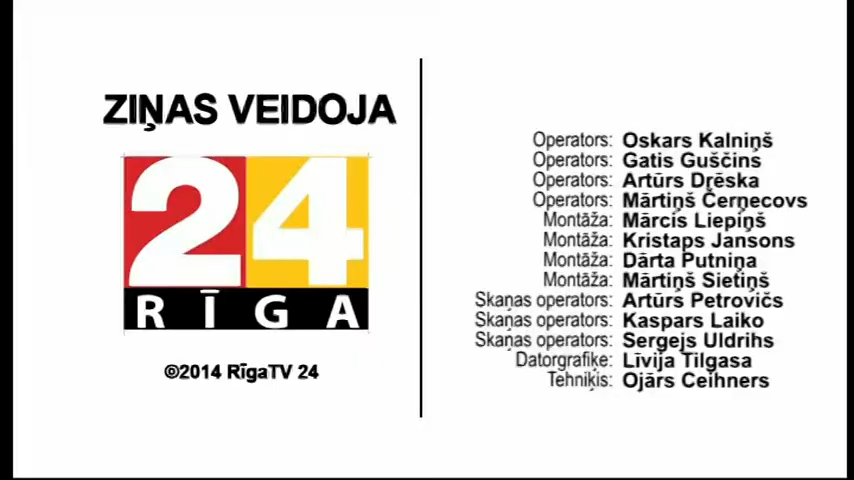 ZIŅAS VEIDOJA
24
RĪGA
©2014 RīgaTV 24
Operators: Oskars Kalniņš
Operators: Gatis Guščins
Operators: Artūrs Drēska
Operators: Mārtiņš Čerņecovs
Montāža: Mārcis Liepiņš
Montāža: Kristaps Jansons
Montāža: Dārta Putniņa
Montāža: Mārtiņš Sietiņš
Skaņas operators: Artūrs Petrovičs
Skaņas operators: Kaspars Laiko
Skaņas operators: Sergejs Uldrihs
Datorgrafiķe: Līvija Tilgasa
Tehniķis: Ojārs Ceihners